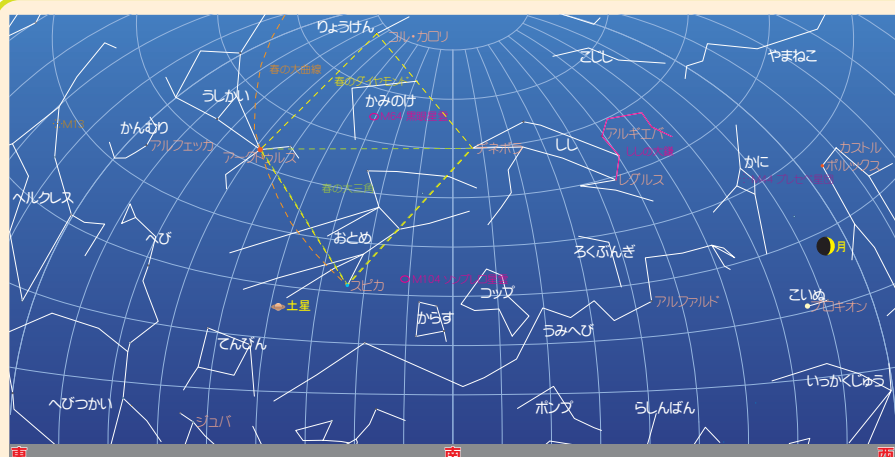 りょうけん
コル・カロリ
こじし
やまねこ
春の大曲線
春のダイヤモンド
うしかい
かみのけ
M13
かんむり
アルフェッカ
アークトゥルス
デネボラ
しし
アルギエバ
レグルス
かに
カストル
ポルックス
春の大三角
ヘルクレス
へび
おとめ
ろくぶんぎ
月
スピカ
土星
コップ
からす
うみへび
アルファルド
こいぬ
プロキオン
てんびん
いっかくじゅう
へびつかい
ジュバ
ポンプ
らしんばん
東
南
西